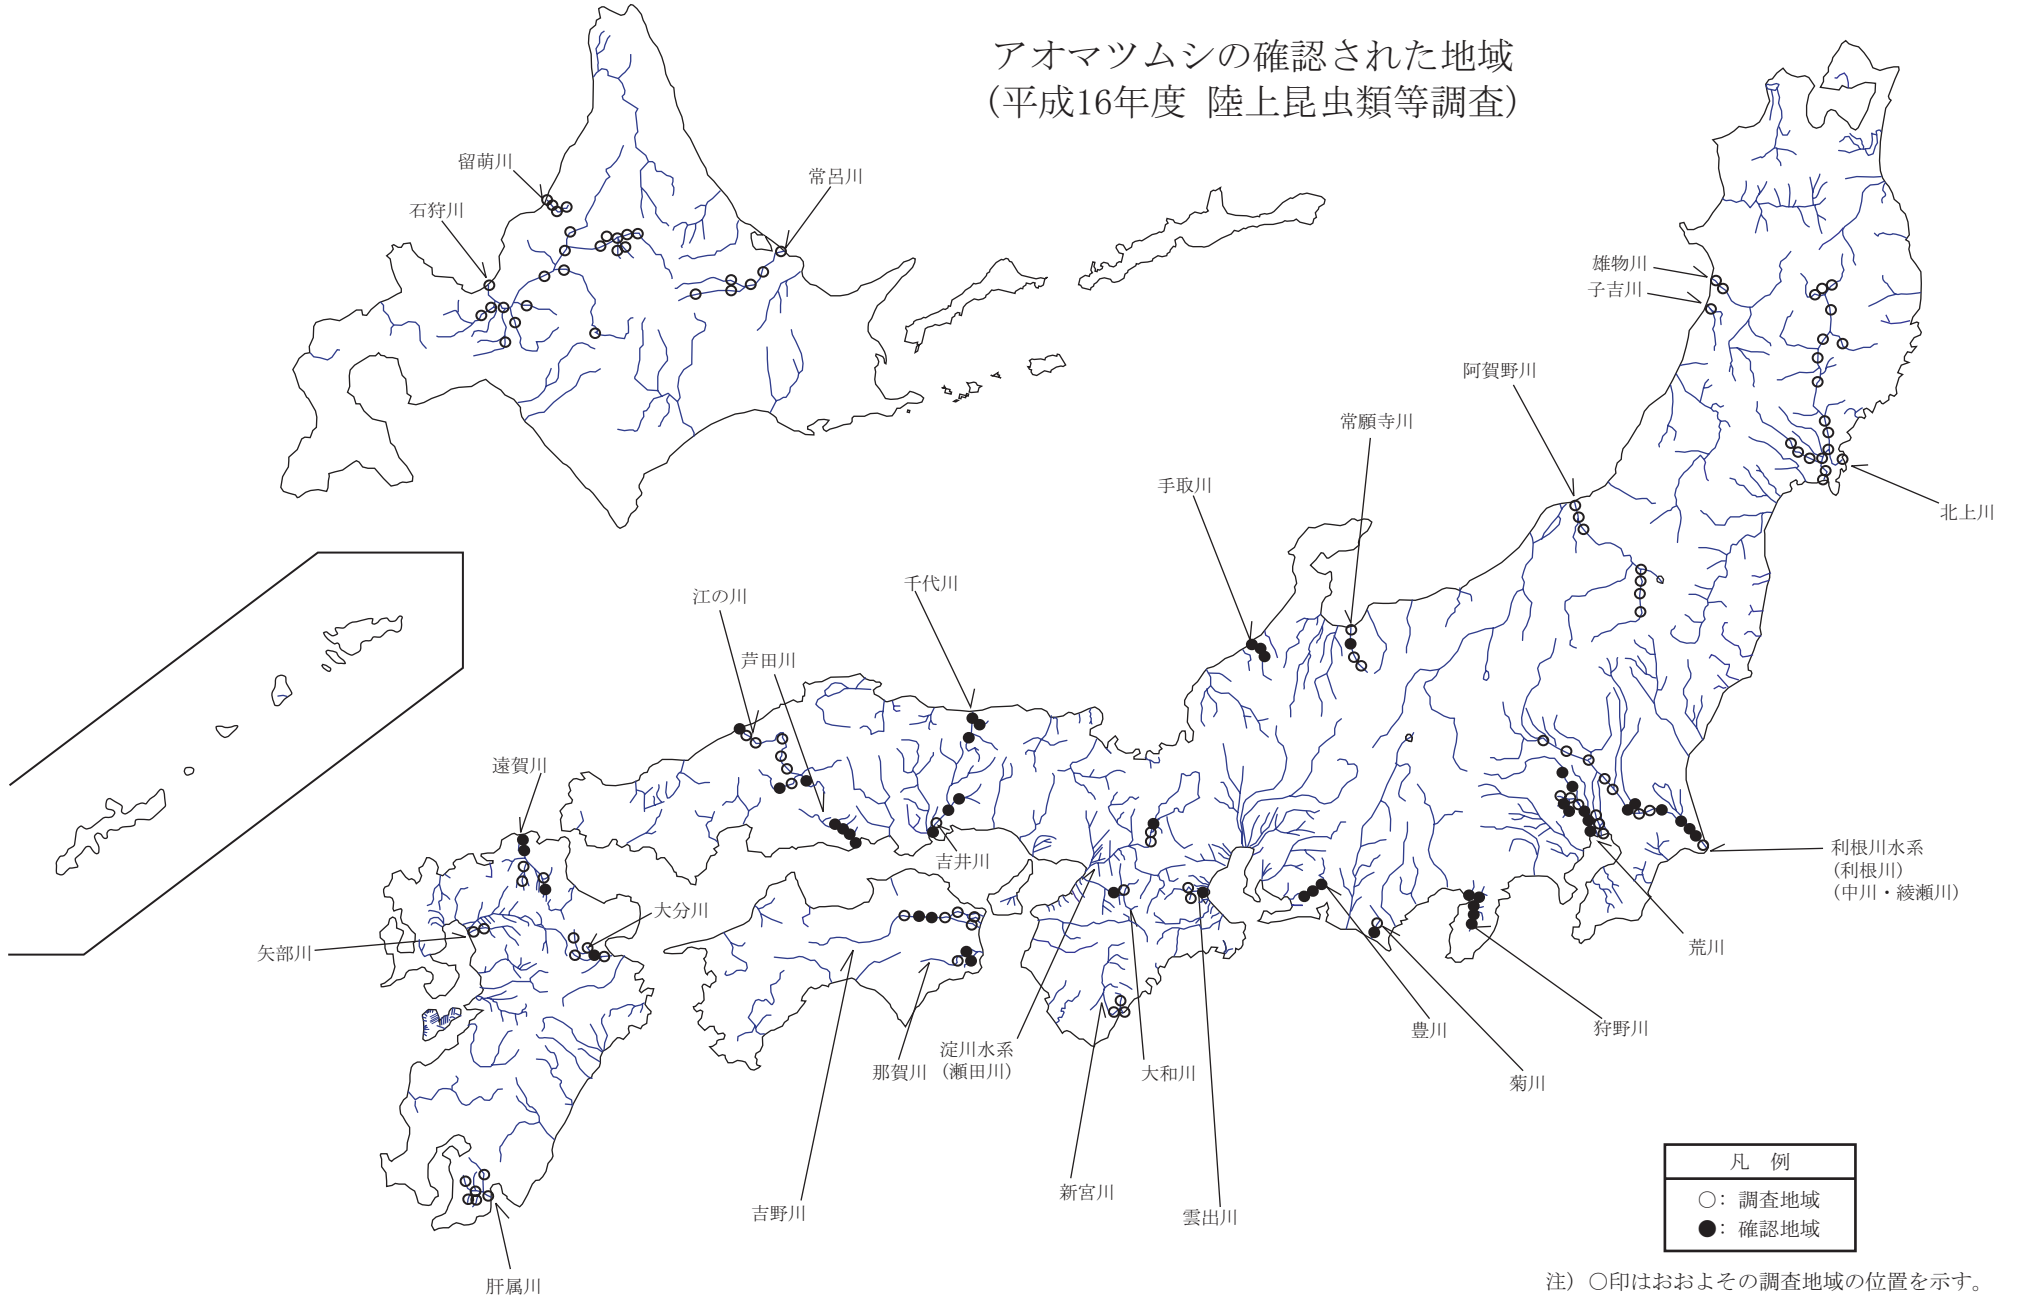 アオマツムシの確認された地域
(平成16年度 陸上昆虫類等調査)
留萌川
常呂川
石狩川
雄物川
子吉川
阿賀野川
常願寺川
手取川
北上川
千代川
江の川
芦田川
遠賀川
吉井川
利根川水系
(利根川)
(中川・綾瀬川)
大分川
矢部川
荒川
豊川
狩野川
淀川水系
(瀬田川)
那賀川
大和川
菊川
新宮川
吉野川
雲出川
肝属川
凡 例
○: 調査地域
●: 確認地域
注) ○印はおおよその調査地域の位置を示す。